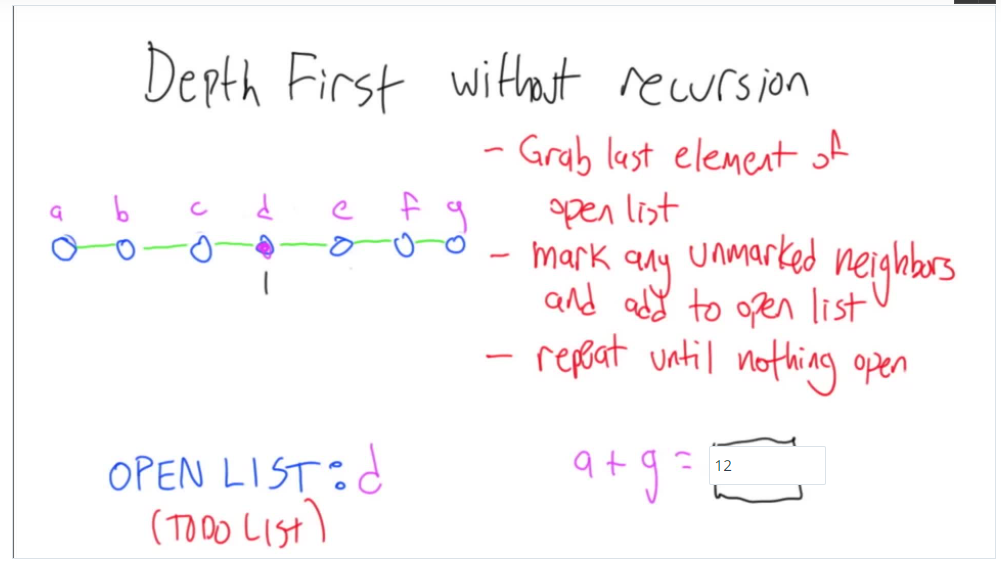 Depth First without recursion
- Grab last element of
open list
- mark any unmarked neighbors
and add to open list
- repeat until nothing open
a b c d e f g
1
OPEN LIST: d
(TODO LIST)
a + g = 12